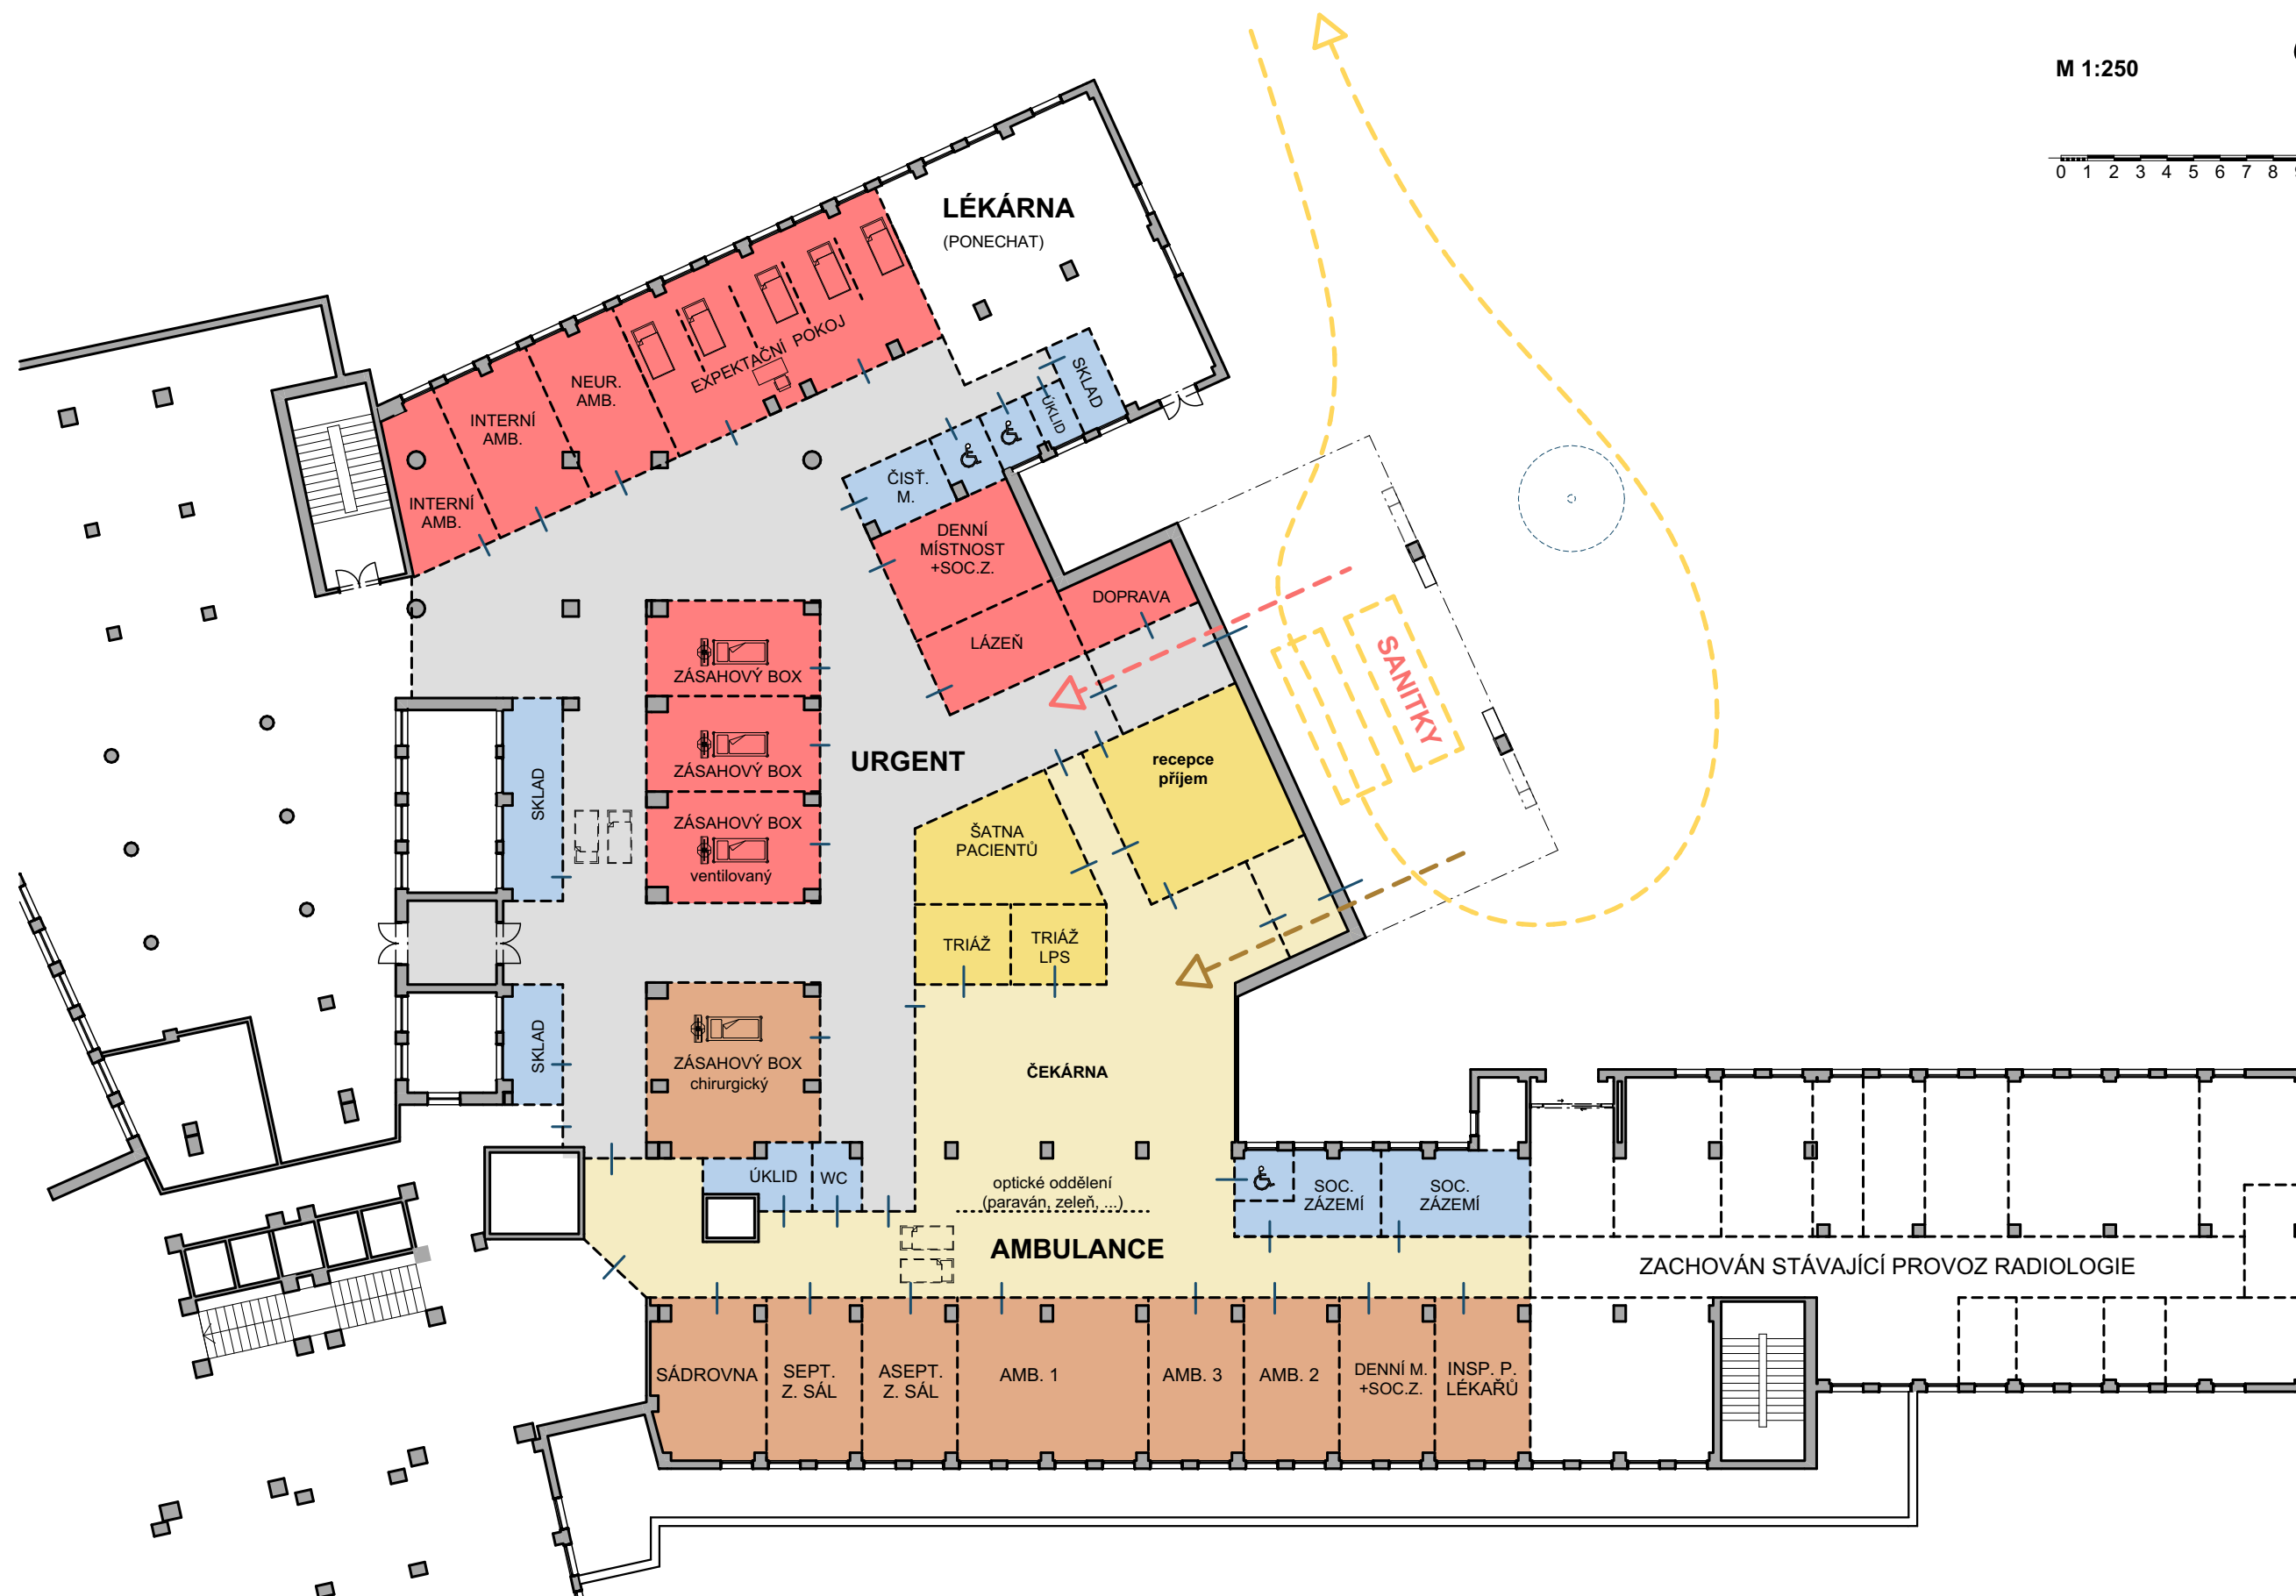 M 1:250
0 1 2 3 4 5 6 7 8
LÉKÁRNA
(PONECHAT)
EXPEKTAČNÍ POKOJ
NEUR.
AMB.
INTERNÍ
AMB.
INTERNÍ
AMB.
SKLAD
ÚKLID
ČISŤ.
M.
DENNÍ
MÍSTNOST
+SOC.Z.
DOPRAVA
LÁZEŇ
SANITKY
ZÁSAHOVÝ BOX
ZÁSAHOVÝ BOX
ZÁSAHOVÝ BOX
ventilovaný
URGENT
recepce
příjem
SKLAD
ŠATNA
PACIENTŮ
TRIÁŽ
TRIÁŽ
LPS
SKLAD
ZÁSAHOVÝ BOX
chirurgický
ČEKÁRNA
ÚKLID
WC
optické oddělení
(paraván, zeleň, ...)
SOC.
ZÁZEMÍ
SOC.
ZÁZEMÍ
AMBULANCE
ZACHOVÁN STÁVAJÍCÍ PROVOZ RADIOLOGIE
SÁDROVNA
SEPT.
Z. SÁL
ASEPT.
Z. SÁL
AMB. 1
AMB. 3
AMB. 2
DENNÍ M.
+SOC.Z.
INSP. P.
LÉKAŘŮ